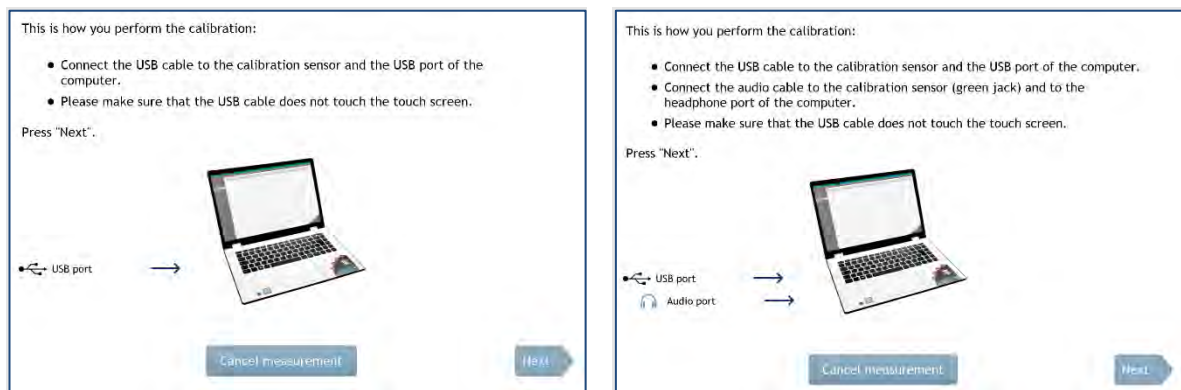 This is how you perform the calibration:
• Connect the USB cable to the calibration sensor and the USB port of the
computer.
• Please make sure that the USB cable does not touch the touch screen.
Press "Next".
USB port
Cancel measurement
Next
This is how you perform the calibration:
• Connect the USB cable to the calibration sensor and the USB port of the computer.
• Connect the audio cable to the calibration sensor (green jack) and to the
headphone port of the computer.
• Please make sure that the USB cable does not touch the touch screen.
Press "Next".
USB port
Audio port
Cancel measurement
Next